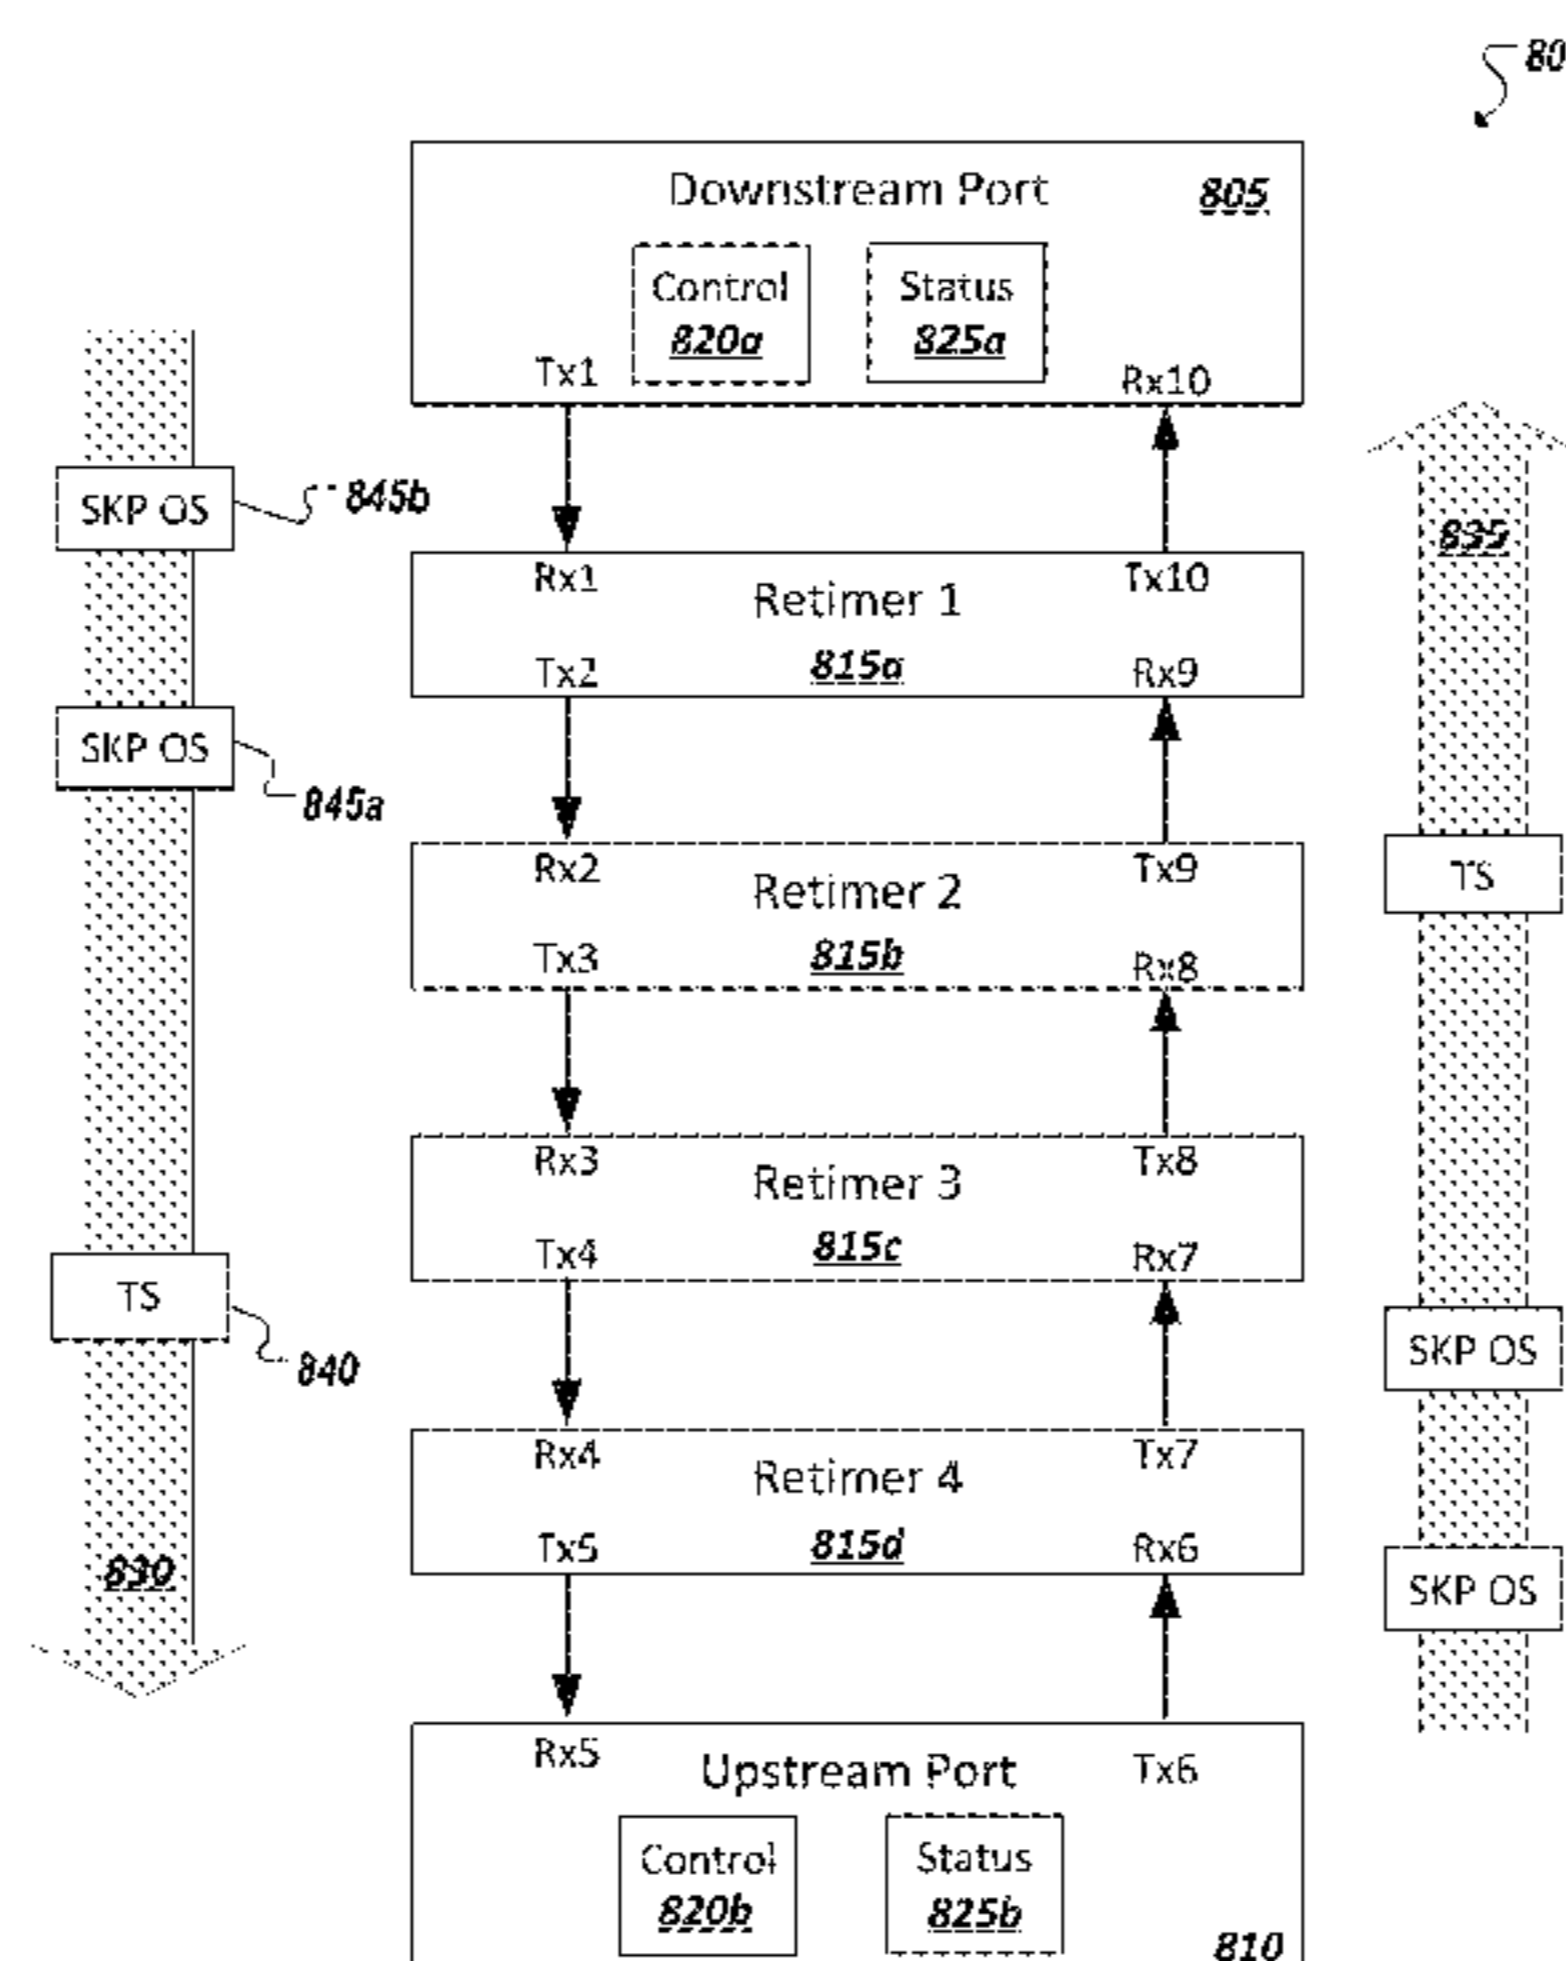 80
Downstream Port
805
Control
820a
Status
825a
Tx1
Rx10
SKP OS
845b
835
Rx1
Tx10
Retimer 1
815a
Tx2
Rx9
SKP OS
845a
Rx2
Tx9
TS
Retimer 2
815b
Tx3
Rx8
Rx3
Tx8
Retimer 3
815c
Tx4
Rx7
TS
840
SKP OS
Rx4
Tx7
Retimer 4
815d
Tx5
Rx6
830
SKP OS
Rx5
Tx6
Upstream Port
Control
820b
Status
825b
810